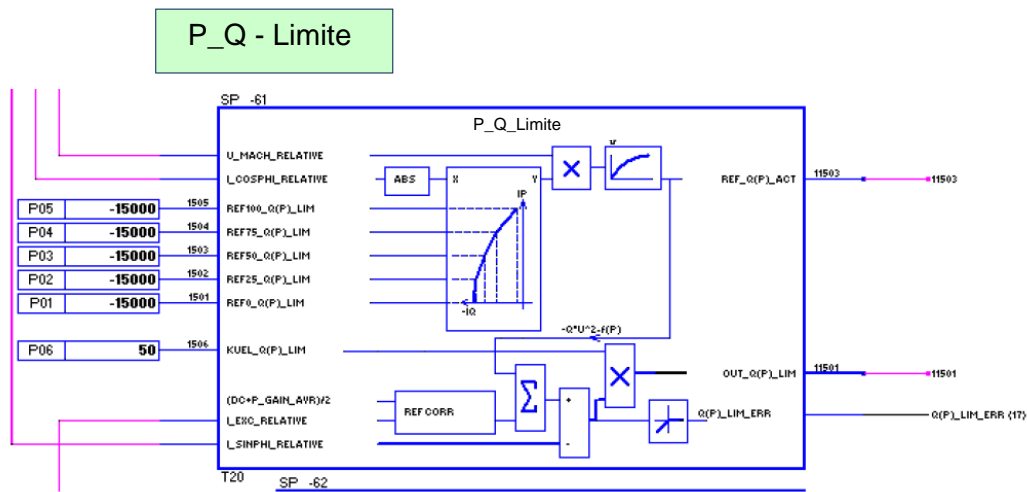 P_Q - Limite
SP -61
P_Q_Limite
U_MACH_RELATIVE
I_COSPHI_RELATIVE
ABS
X
Y
IP
-IQ
REF_Q(P)_ACT
11503
11503
P05 -15000 1505 REF100_Q(P)_LIM
P04 -15000 1504 REF75_Q(P)_LIM
P03 -15000 1503 REF50_Q(P)_LIM
P02 -15000 1502 REF25_Q(P)_LIM
P01 -15000 1501 REF0_Q(P)_LIM
-Q*U^2-f(P)
P06 50 1506 KUEL_Q(P)_LIM
X
OUT_Q(P)_LIM
11501
11501
(DC+P_GAIN_AVR)/2
I_EXC_RELATIVE
REF CORR
Σ
+
-
Q(P)_LIM_ERR
Q(P)_LIM_ERR {17}
I_SINPHI_RELATIVE
T20
SP -62